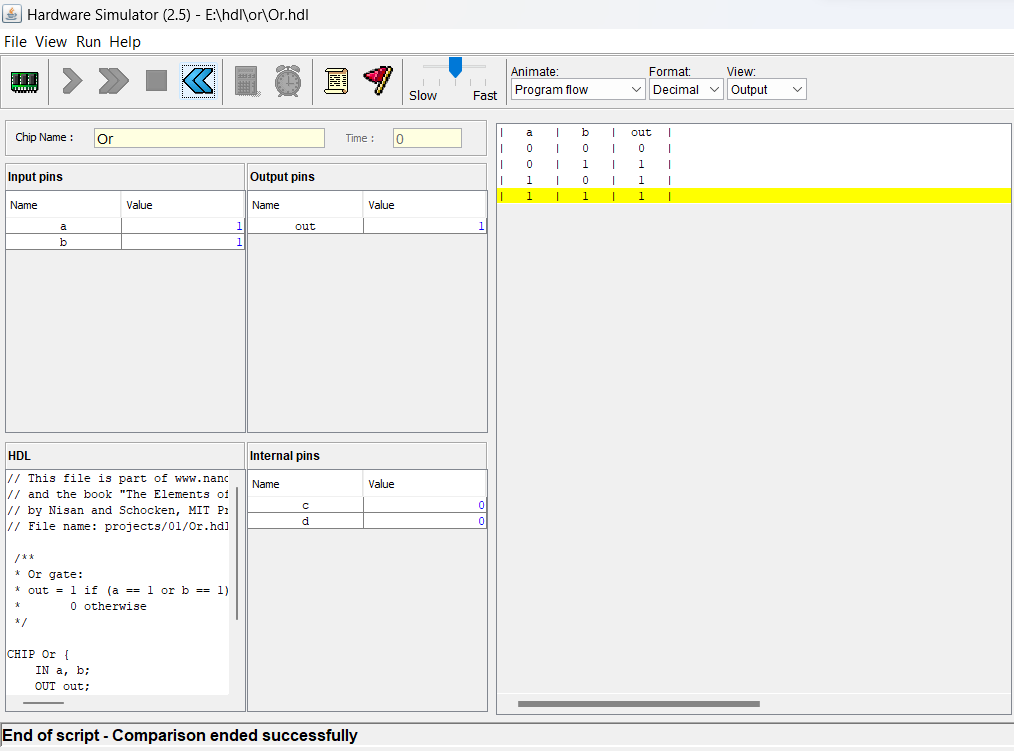 Hardware Simulator (2.5) - E:\hdl\or\Or.hdl
File View Run Help
Slow Fast
Animate: Format: View:
Program flow Decimal Output
Chip Name : Or Time : 0
Input pins
Name Value
a 1
b 1
Output pins
Name Value
out 1
HDL
// This file is part of www.nand
// and the book "The Elements of
// by Nisan and Schocken, MIT Pr
// File name: projects/01/Or.hdl
/**
* Or gate:
* out = 1 if (a == 1 or b == 1)
* 0 otherwise
*/
CHIP Or {
IN a, b;
OUT out;
Internal pins
Name Value
c 0
d 0
| a | b | out |
| 0 | 0 | 0 |
| 0 | 1 | 1 |
| 1 | 0 | 1 |
| 1 | 1 | 1 |
End of script - Comparison ended successfully